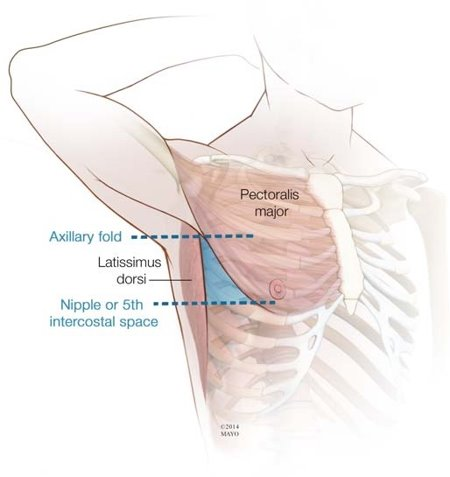 Pectoralis
major
Axillary fold
Latissimus
dorsi
Nipple or 5th
intercostal space
©2014
MAYO